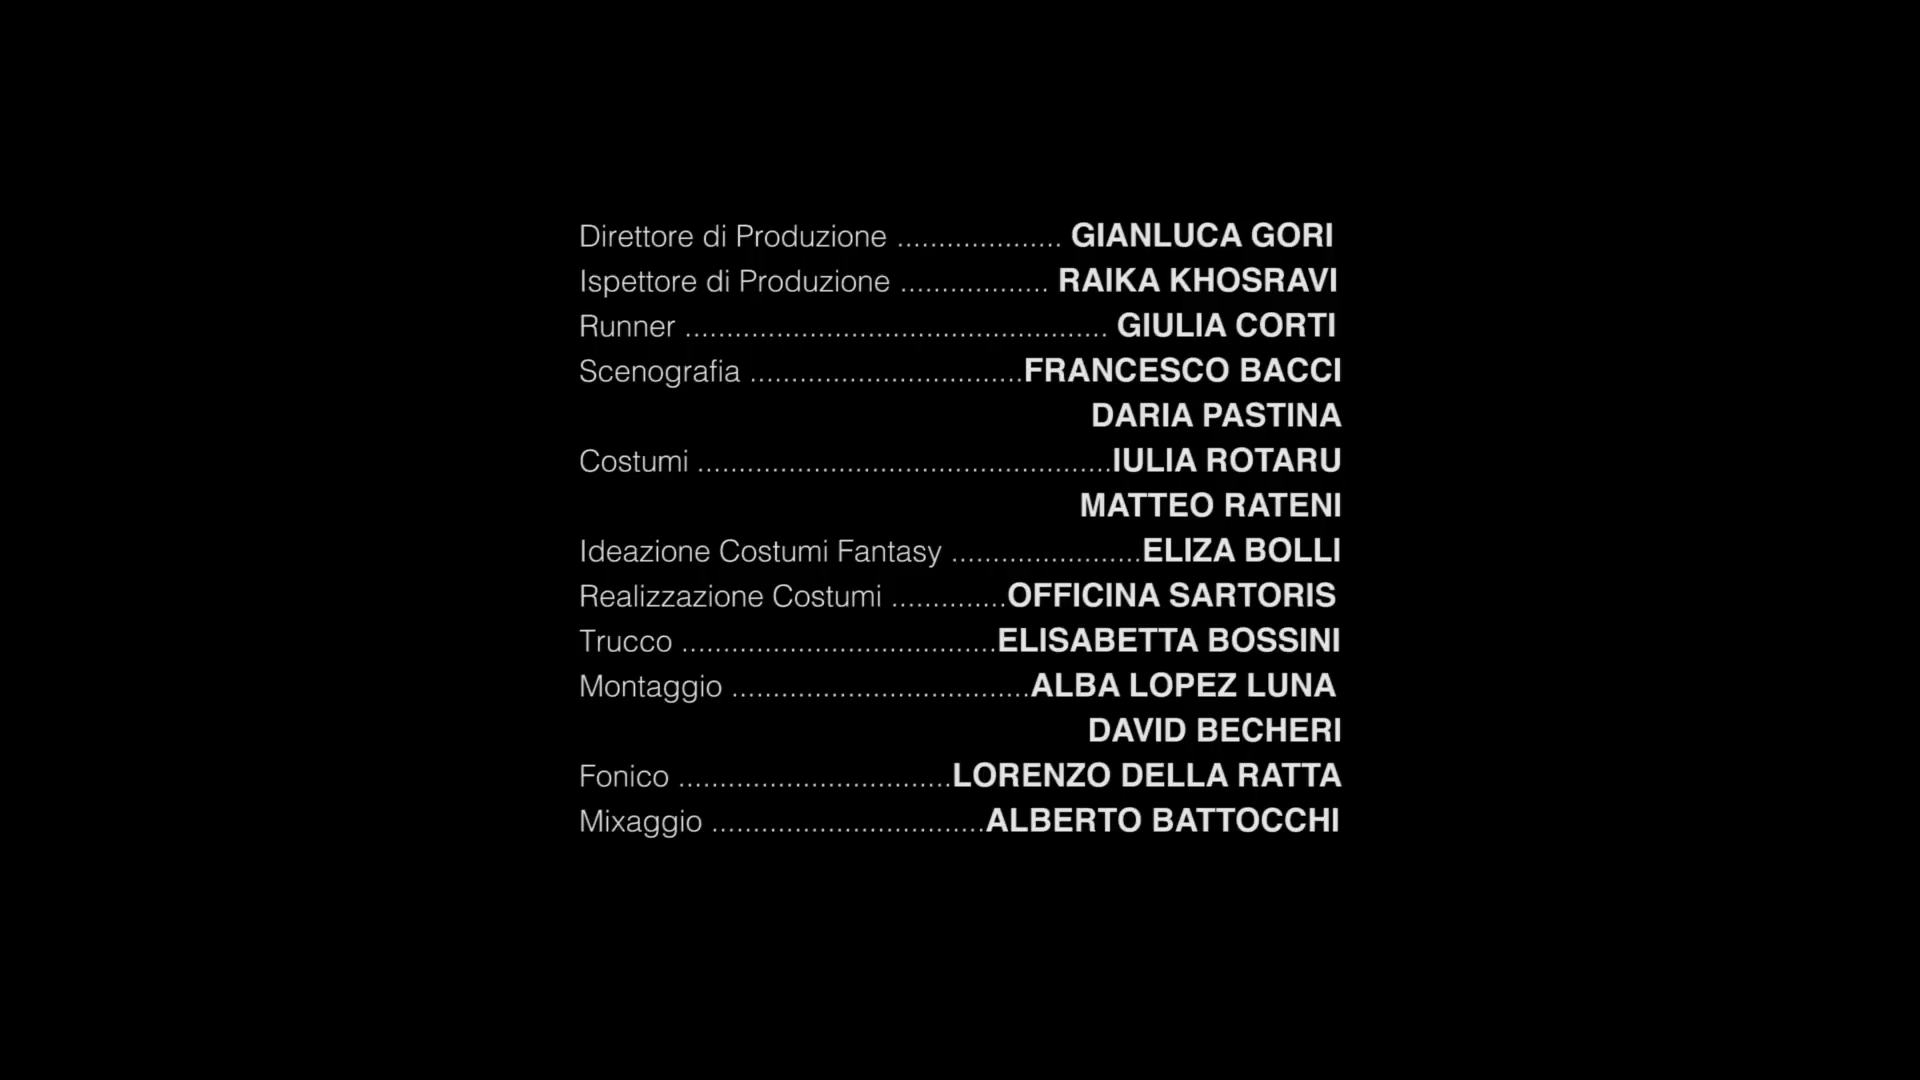 Direttore di Produzione .................... GIANLUCA GORI
Ispettore di Produzione .................. RAIKA KHOSRAVI
Runner ................................................... GIULIA CORTI
Scenografia .................................FRANCESCO BACCI
DARIA PASTINA
Costumi ..................................................IULIA ROTARU
MATTEO RATENI
Ideazione Costumi Fantasy .......................ELIZA BOLLI
Realizzazione Costumi ..............OFFICINA SARTORIS
Trucco ......................................ELISABETTA BOSSINI
Montaggio ....................................ALBA LOPEZ LUNA
DAVID BECHERI
Fonico .................................LORENZO DELLA RATTA
Mixaggio .................................ALBERTO BATTOCCHI